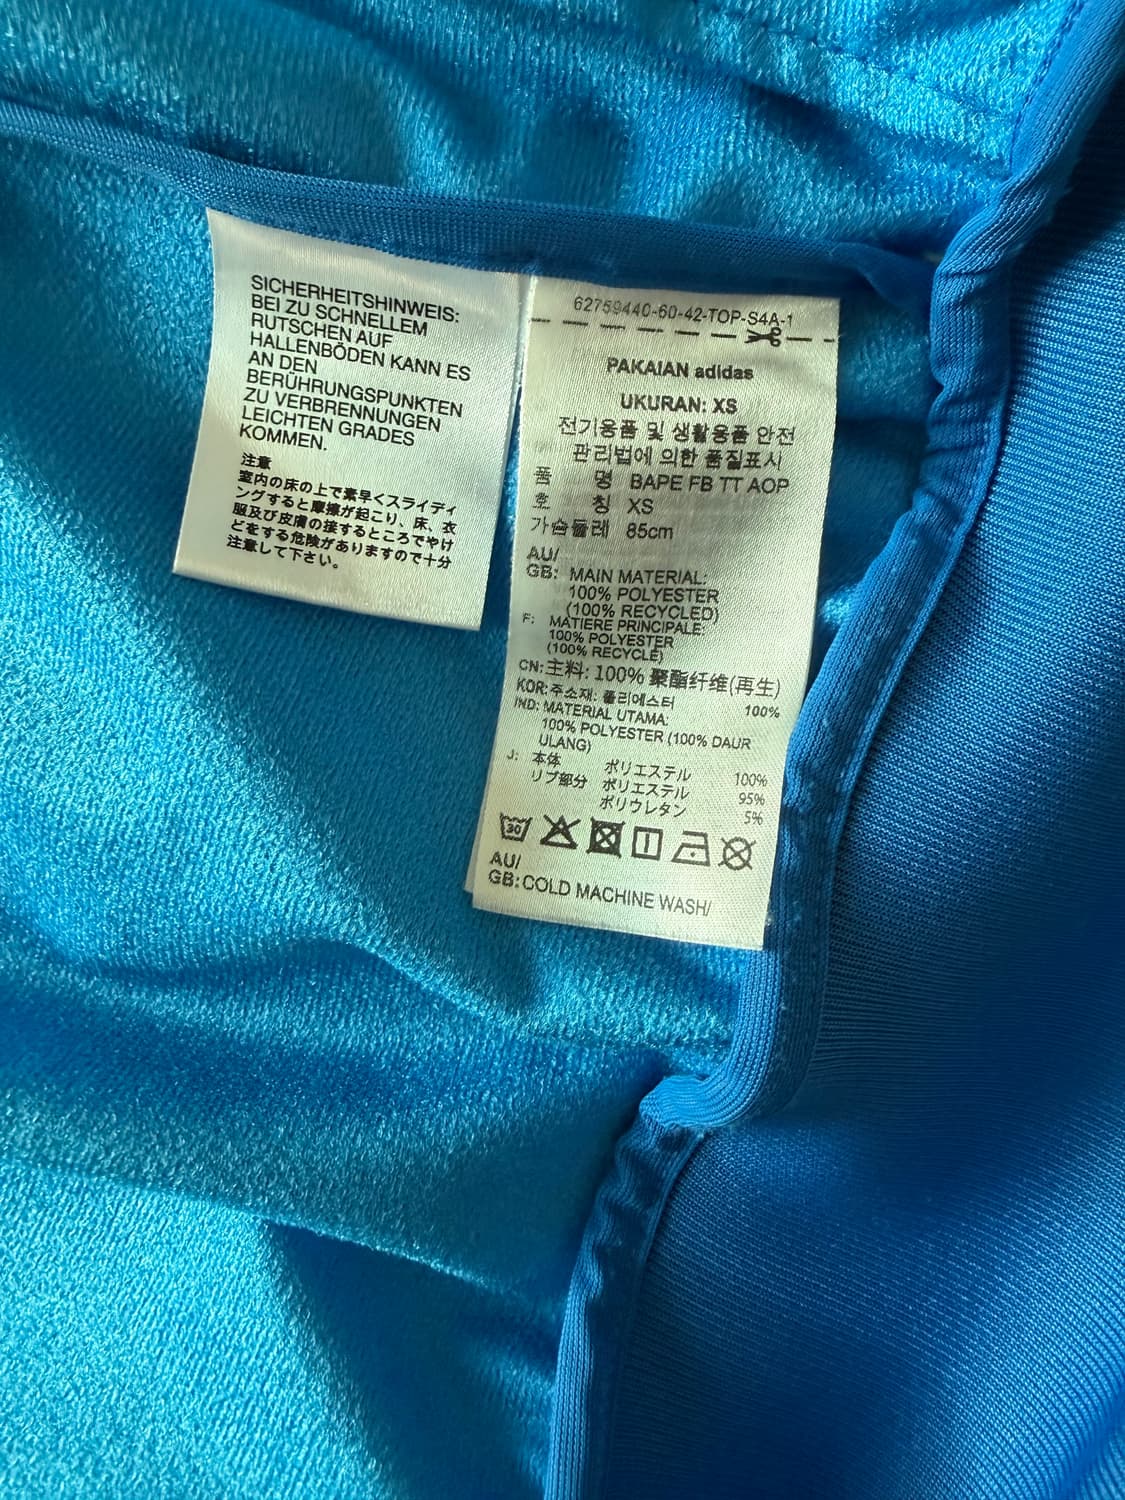 SICHERHEITSHINWEIS:
BEI ZU SCHNELLEM
RUTSCHEN AUF
HALLENBÖDEN KANN ES
AN DEN
BERÜHRUNGSPUNKTEN
ZU VERBRENNUNGEN
LEICHTEN GRADES
KOMMEN.
注意
室内の床の上で素早くスライディ
ングすると摩擦が起こり、床、衣
服及び皮膚の接するところでやけ
どをする危険がありますので十分
注意して下さい。
62759440-60-42-TOP-S4A-1
PAKAIAN adidas
UKURAN: XS
전기용품 및 생활용품 안전
관리법에 의한 품질표시
품 명 BAPE FB TT AOP
호 칭 XS
가슴둘레 85cm
AU/
GB: MAIN MATERIAL:
100% POLYESTER
(100% RECYCLED)
F: MATIERE PRINCIPALE:
100% POLYESTER
(100% RECYCLÉ)
CN: 主料: 100% 聚酯纤维(再生)
KOR: 주소재: 폴리에스터 100%
IND: MATERIAL UTAMA:
100% POLYESTER (100% DAUR
ULANG)
J: 本体 ポリエステル 100%
リブ部分 ポリエステル 95%
ポリウレタン 5%
30
AU/
GB: COLD MACHINE WASH/